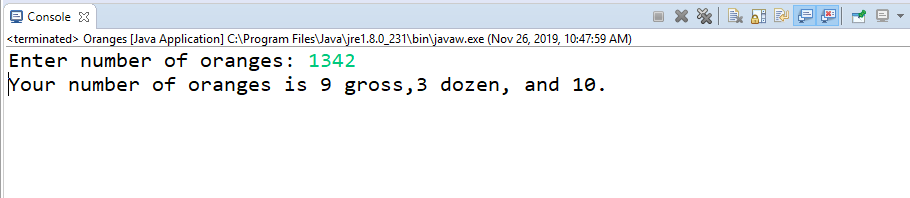 Console
<terminated> Oranges [Java Application] C:\Program Files\Java\jre1.8.0_231\bin\javaw.exe (Nov 26, 2019, 10:47:59 AM)
Enter number of oranges: 1342
Your number of oranges is 9 gross,3 dozen, and 10.